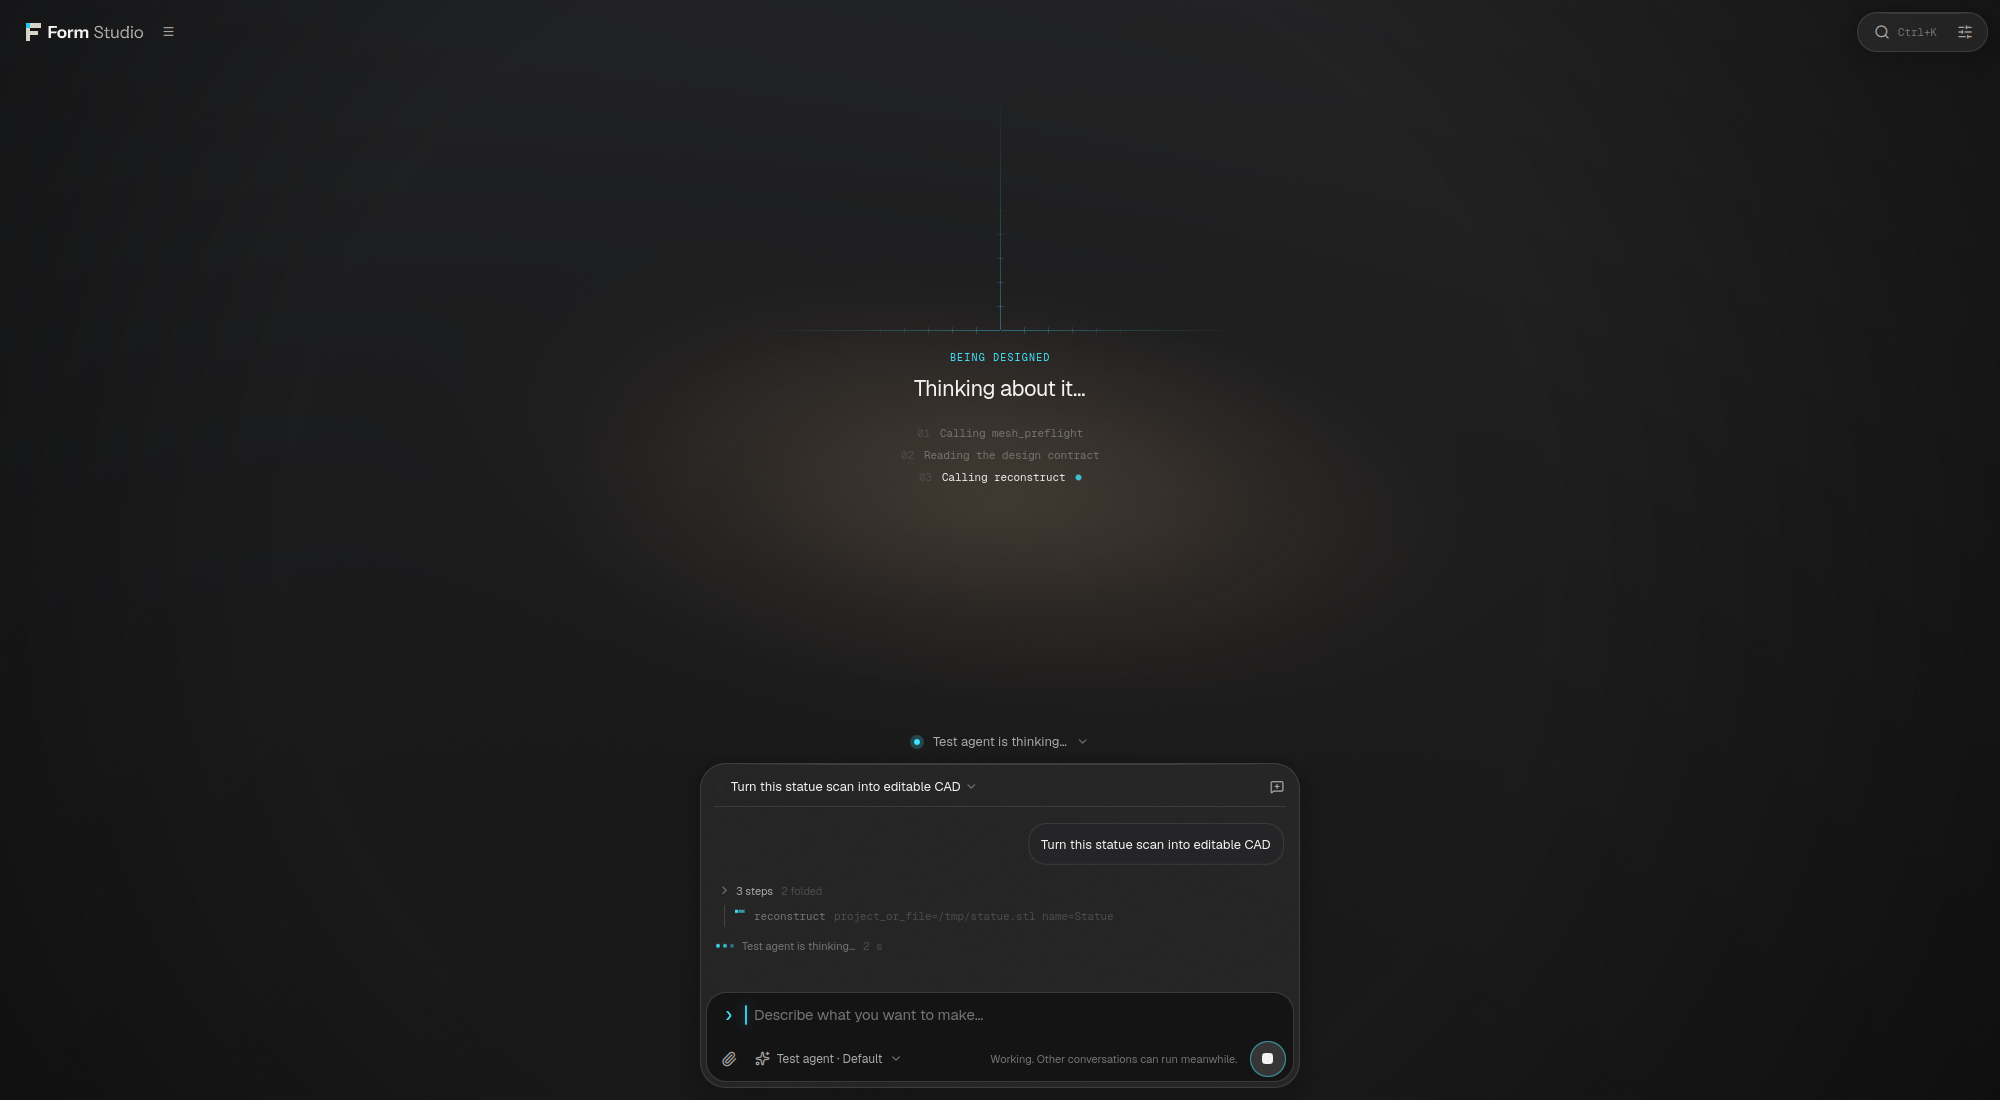 Form Studio
Ctrl+K
BEING DESIGNED
Thinking about it...
01 Calling mesh_preflight
02 Reading the design contract
03 Calling reconstruct
Test agent is thinking...
Turn this statue scan into editable CAD
Turn this statue scan into editable CAD
3 steps 2 folded
reconstruct project_or_file=/tmp/statue.stl name=Statue
Test agent is thinking... 2 s
Describe what you want to make...
Test agent · Default
Working. Other conversations can run meanwhile.